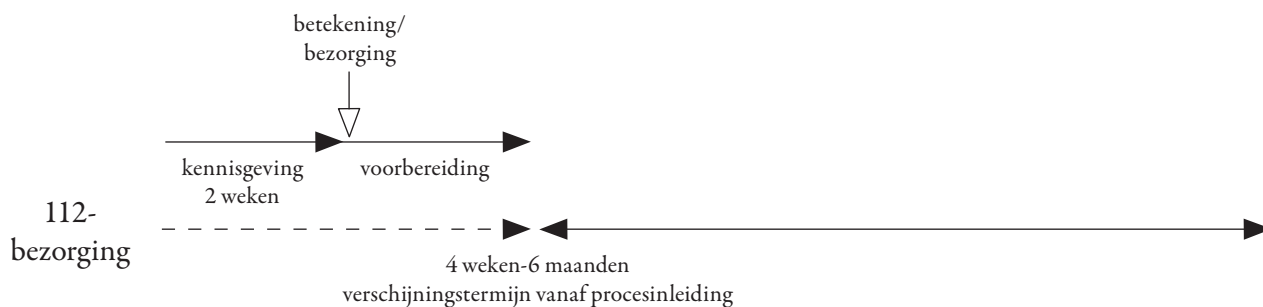 betekening/
bezorging
kennisgeving
2 weken
voorbereiding
112-
bezorging
4 weken-6 maanden
verschijningstermijn vanaf procesinleiding